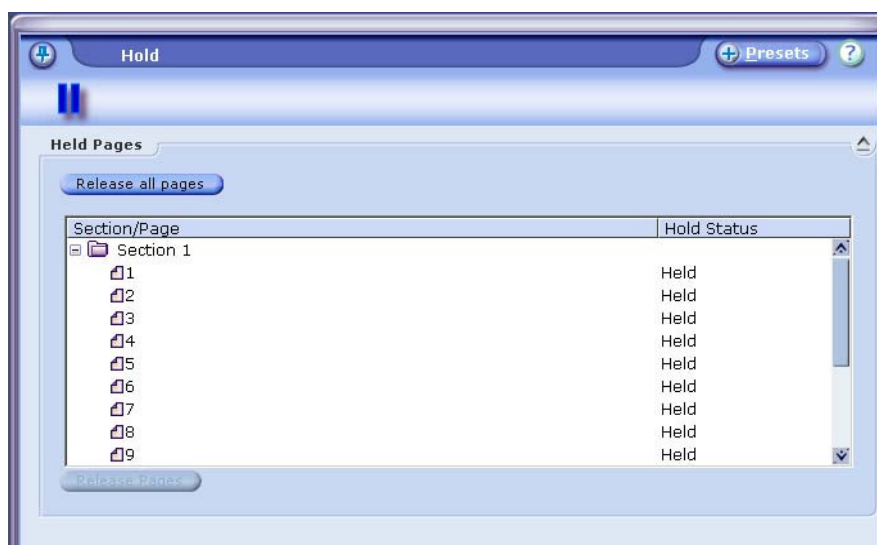 Hold
Presets ?
Held Pages
Release all pages
Section/Page Hold Status
Section 1
1 Held
2 Held
3 Held
4 Held
5 Held
6 Held
7 Held
8 Held
9 Held
Release Pages